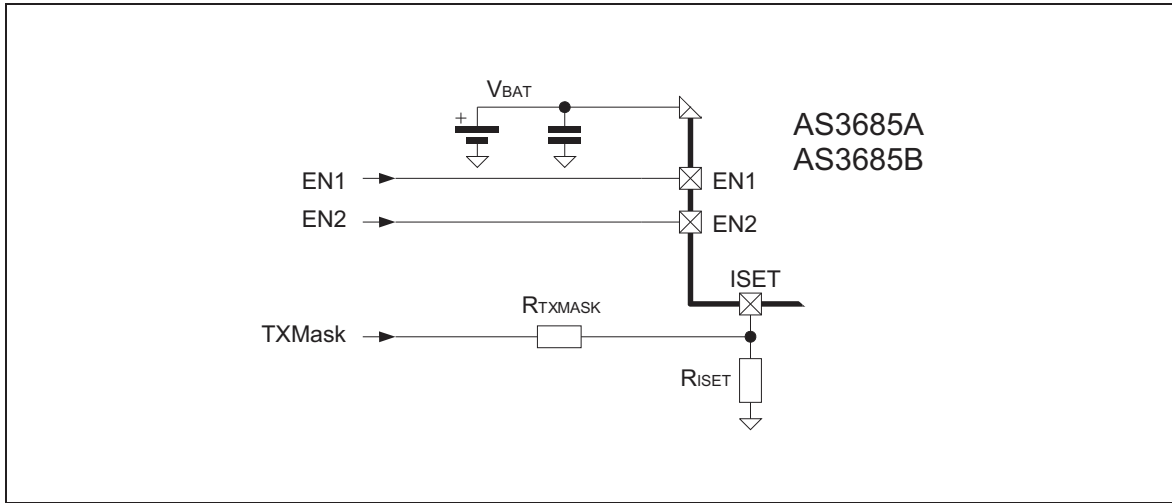 VBAT
+
AS3685A
AS3685B
EN1
EN1
EN2
EN2
ISET
RTXMASK
TXMask
RISET